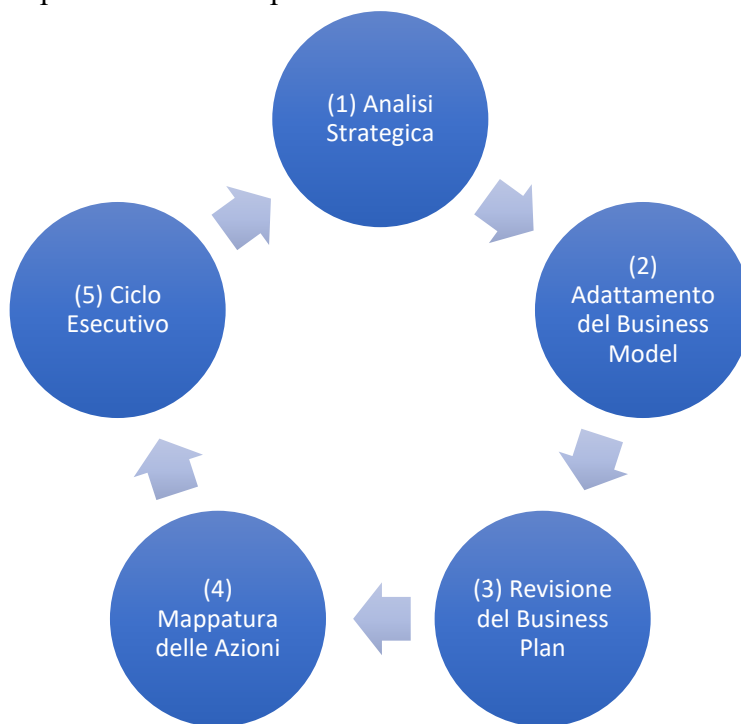 (1) Analisi
Strategica
(2)
Adattamento
del Business
Model
(3) Revisione
del Business
Plan
(4)
Mappatura
delle Azioni
(5) Ciclo
Esecutivo